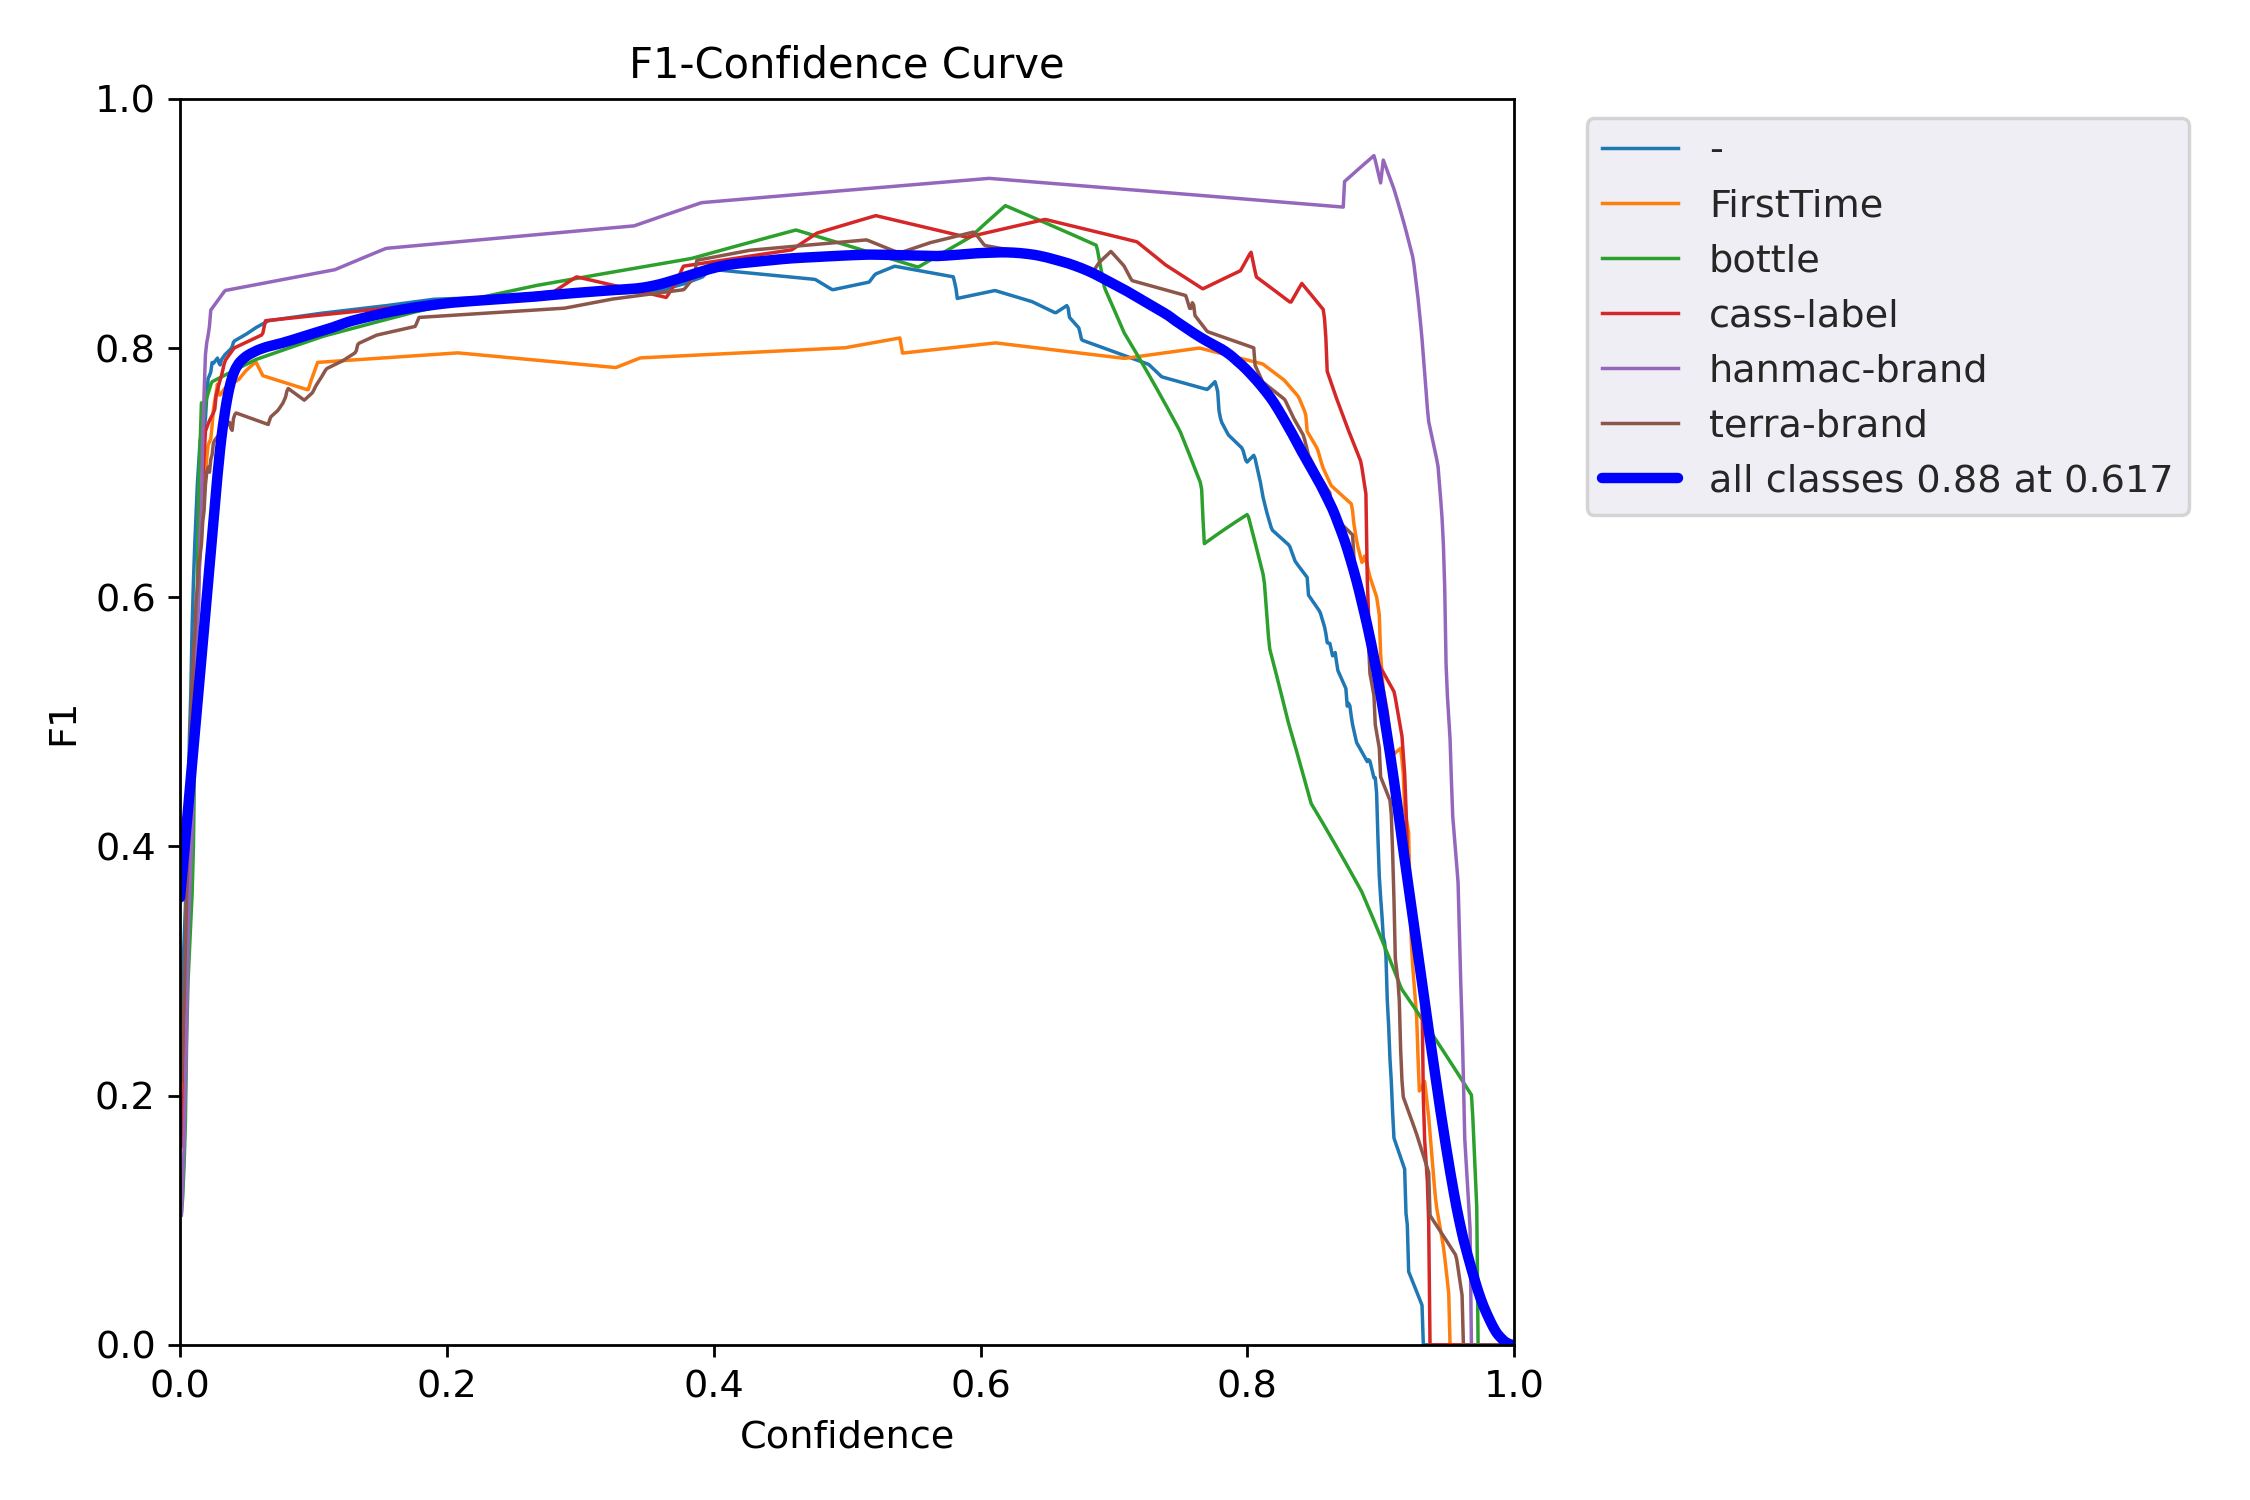 F1-Confidence Curve
1.0
0.8
0.6
0.4
0.2
0.0
F1
0.0 0.2 0.4 0.6 0.8 1.0
Confidence
-
FirstTime
bottle
cass-label
hanmac-brand
terra-brand
all classes 0.88 at 0.617